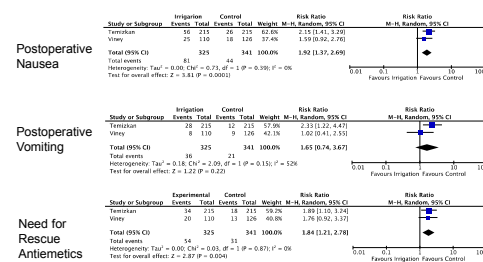 Postoperative
Nausea
Irrigation Control Risk Ratio Risk Ratio
Study or Subgroup Events Total Events Total Weight M-H, Random, 95% CI M-H, Random, 95% CI
Temizkan 56 215 26 215 62.6% 2.15 [1.41, 3.29]
Viney 25 110 18 126 37.4% 1.59 [0.92, 2.76]
Total (95% CI) 325 341 100.0% 1.92 [1.37, 2.69]
Total events 81 44
Heterogeneity: Tau² = 0.00; Chi² = 0.73, df = 1 (P = 0.39); I² = 0%
Test for overall effect: Z = 3.81 (P = 0.0001)
0.01 0.1 1 10 100
Favours Irrigation Favours Control
Postoperative
Vomiting
Irrigation Control Risk Ratio Risk Ratio
Study or Subgroup Events Total Events Total Weight M-H, Random, 95% CI M-H, Random, 95% CI
Temizkan 28 215 12 215 57.9% 2.33 [1.22, 4.47]
Viney 8 110 9 126 42.1% 1.02 [0.41, 2.55]
Total (95% CI) 325 341 100.0% 1.65 [0.74, 3.67]
Total events 36 21
Heterogeneity: Tau² = 0.18; Chi² = 2.09, df = 1 (P = 0.15); I² = 52%
Test for overall effect: Z = 1.22 (P = 0.22)
0.01 0.1 1 10 100
Favours Irrigation Favours Control
Need for
Rescue
Antiemetics
Experimental Control Risk Ratio Risk Ratio
Study or Subgroup Events Total Events Total Weight M-H, Random, 95% CI M-H, Random, 95% CI
Temizkan 34 215 18 215 59.2% 1.89 [1.10, 3.24]
Viney 20 110 13 126 40.8% 1.76 [0.92, 3.37]
Total (95% CI) 325 341 100.0% 1.84 [1.21, 2.78]
Total events 54 31
Heterogeneity: Tau² = 0.00; Chi² = 0.03, df = 1 (P = 0.87); I² = 0%
Test for overall effect: Z = 2.87 (P = 0.004)
0.01 0.1 1 10 100
Favours Irrigation Favours Control